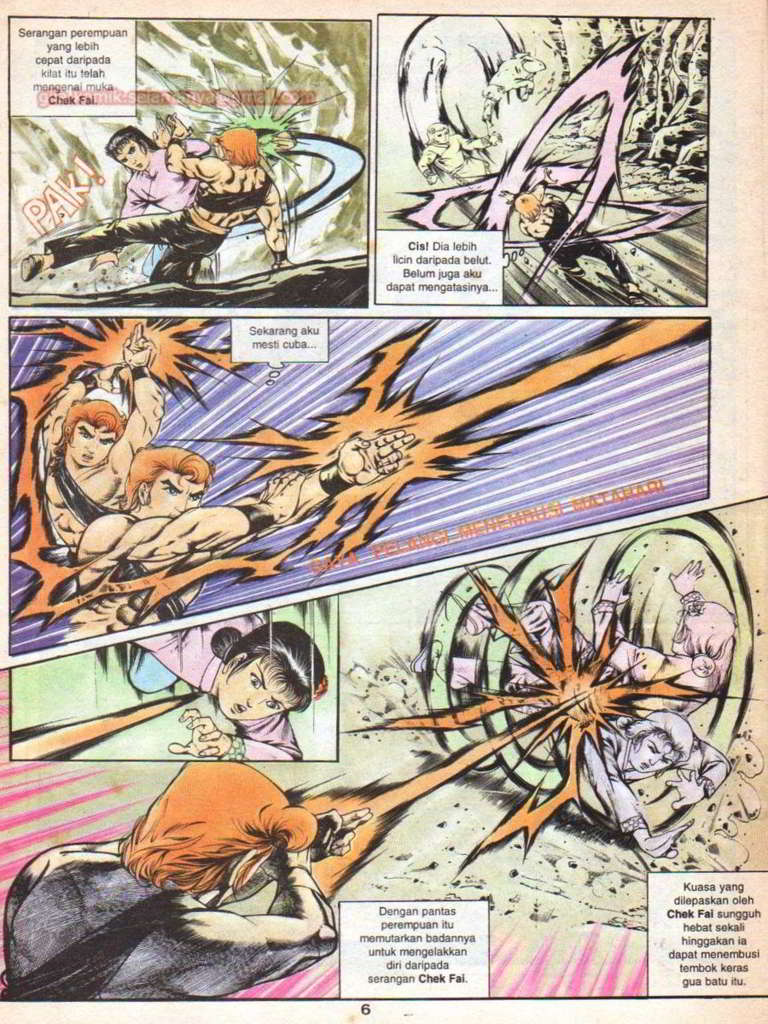 Serangan perempuan
yang lebih
cepat daripada
kilat itu telah
mengenai muka
Chek Fai.
PAK!
Cis! Dia lebih
licin daripada belut.
Belum juga aku
dapat mengatasinya...
Sekarang aku
mesti cuba...
PELANGI MENEMBUSI MATAHARI
Dengan pantas
perempuan itu
memutarkan badannya
untuk mengelakkan
diri daripada
serangan Chek Fai.
Kuasa yang
dilepaskan oleh
Chek Fai sungguh
hebat sekali
hinggakan ia
dapat menembusi
tembok keras
gua batu itu.
6